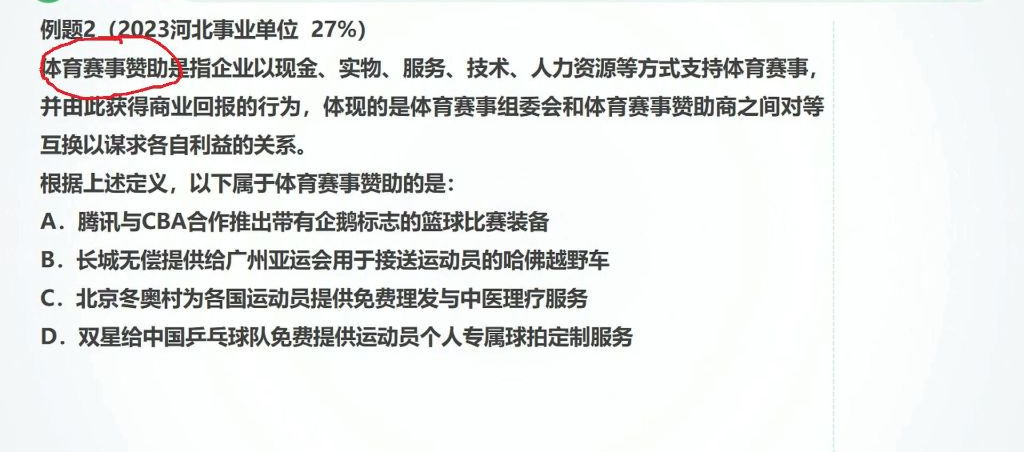 例题2（2023河北事业单位 27%）
体育赛事赞助是指企业以现金、实物、服务、技术、人力资源等方式支持体育赛事，
并由此获得商业回报的行为，体现的是体育赛事组委会和体育赛事赞助商之间对等
互换以谋求各自利益的关系。
根据上述定义，以下属于体育赛事赞助的是：
A．腾讯与CBA合作推出带有企鹅标志的篮球比赛装备
B．长城无偿提供给广州亚运会用于接送运动员的哈佛越野车
C．北京冬奥村为各国运动员提供免费理发与中医理疗服务
D．双星给中国乒乓球队免费提供运动员个人专属球拍定制服务